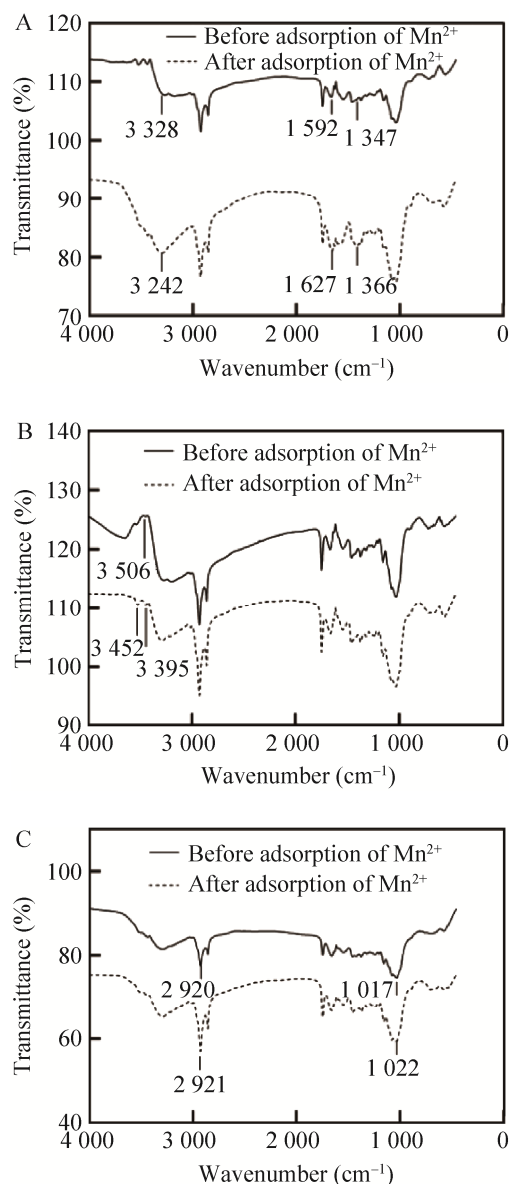 A
120
Before adsorption of Mn²⁺
After adsorption of Mn²⁺
110
3 328
1 592
1 347
100
90
80
3 242
1 627
1 366
70
Transmittance (%)
4 000
3 000
2 000
1 000
0
Wavenumber (cm⁻¹)
B
140
Before adsorption of Mn²⁺
130
After adsorption of Mn²⁺
120
3 506
110
3 452
3 395
100
90
Transmittance (%)
4 000
3 000
2 000
1 000
0
Wavenumber (cm⁻¹)
C
Before adsorption of Mn²⁺
100
After adsorption of Mn²⁺
80
2 920
1 017
60
2 921
1 022
40
Transmittance (%)
4 000
3 000
2 000
1 000
0
Wavenumber (cm⁻¹)